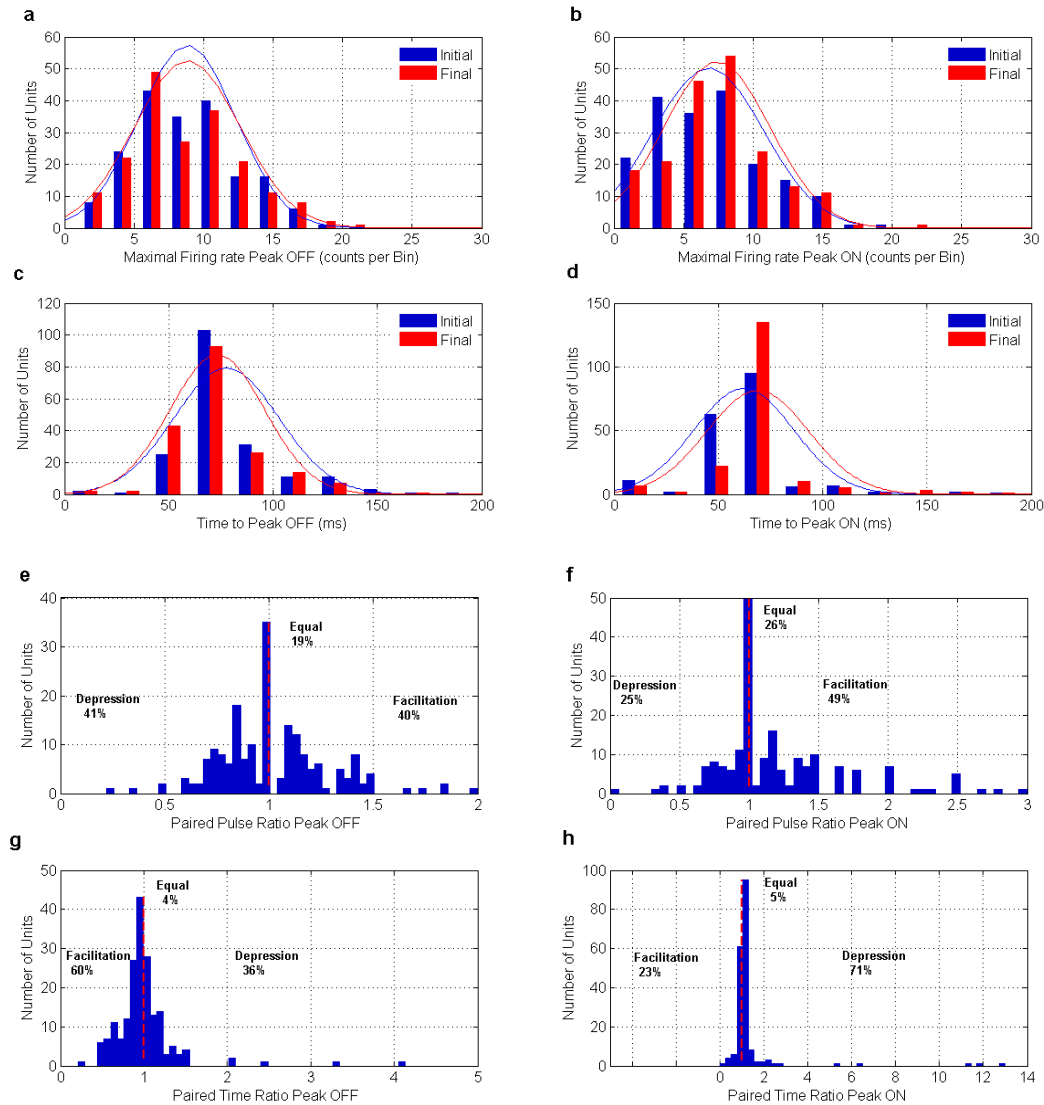 a
60
50
40
30
20
10
0
Number of Units
Initial
Final
0 5 10 15 20 25 30
Maximal Firing rate Peak OFF (counts per Bin)
b
60
50
40
30
20
10
0
Number of Units
Initial
Final
0 5 10 15 20 25 30
Maximal Firing rate Peak ON (counts per Bin)
c
120
100
80
60
40
20
0
Number of Units
Initial
Final
0 50 100 150 200
Time to Peak OFF (ms)
d
150
100
50
0
Number of Units
Initial
Final
0 50 100 150 200
Time to Peak ON (ms)
e
40
30
20
10
0
Number of Units
Equal
19%
Depression
41%
Facilitation
40%
0 0.5 1 1.5 2
Paired Pulse Ratio Peak OFF
f
50
40
30
20
10
0
Number of Units
Equal
26%
Depression
25%
Facilitation
49%
0 0.5 1 1.5 2 2.5 3
Paired Pulse Ratio Peak ON
g
50
40
30
20
10
0
Number of Units
Equal
4%
Facilitation
60%
Depression
36%
0 1 2 3 4 5
Paired Time Ratio Peak OFF
h
100
80
60
40
20
0
Number of Units
Equal
5%
Facilitation
23%
Depression
71%
0 2 4 6 8 10 12 14
Paired Time Ratio Peak ON